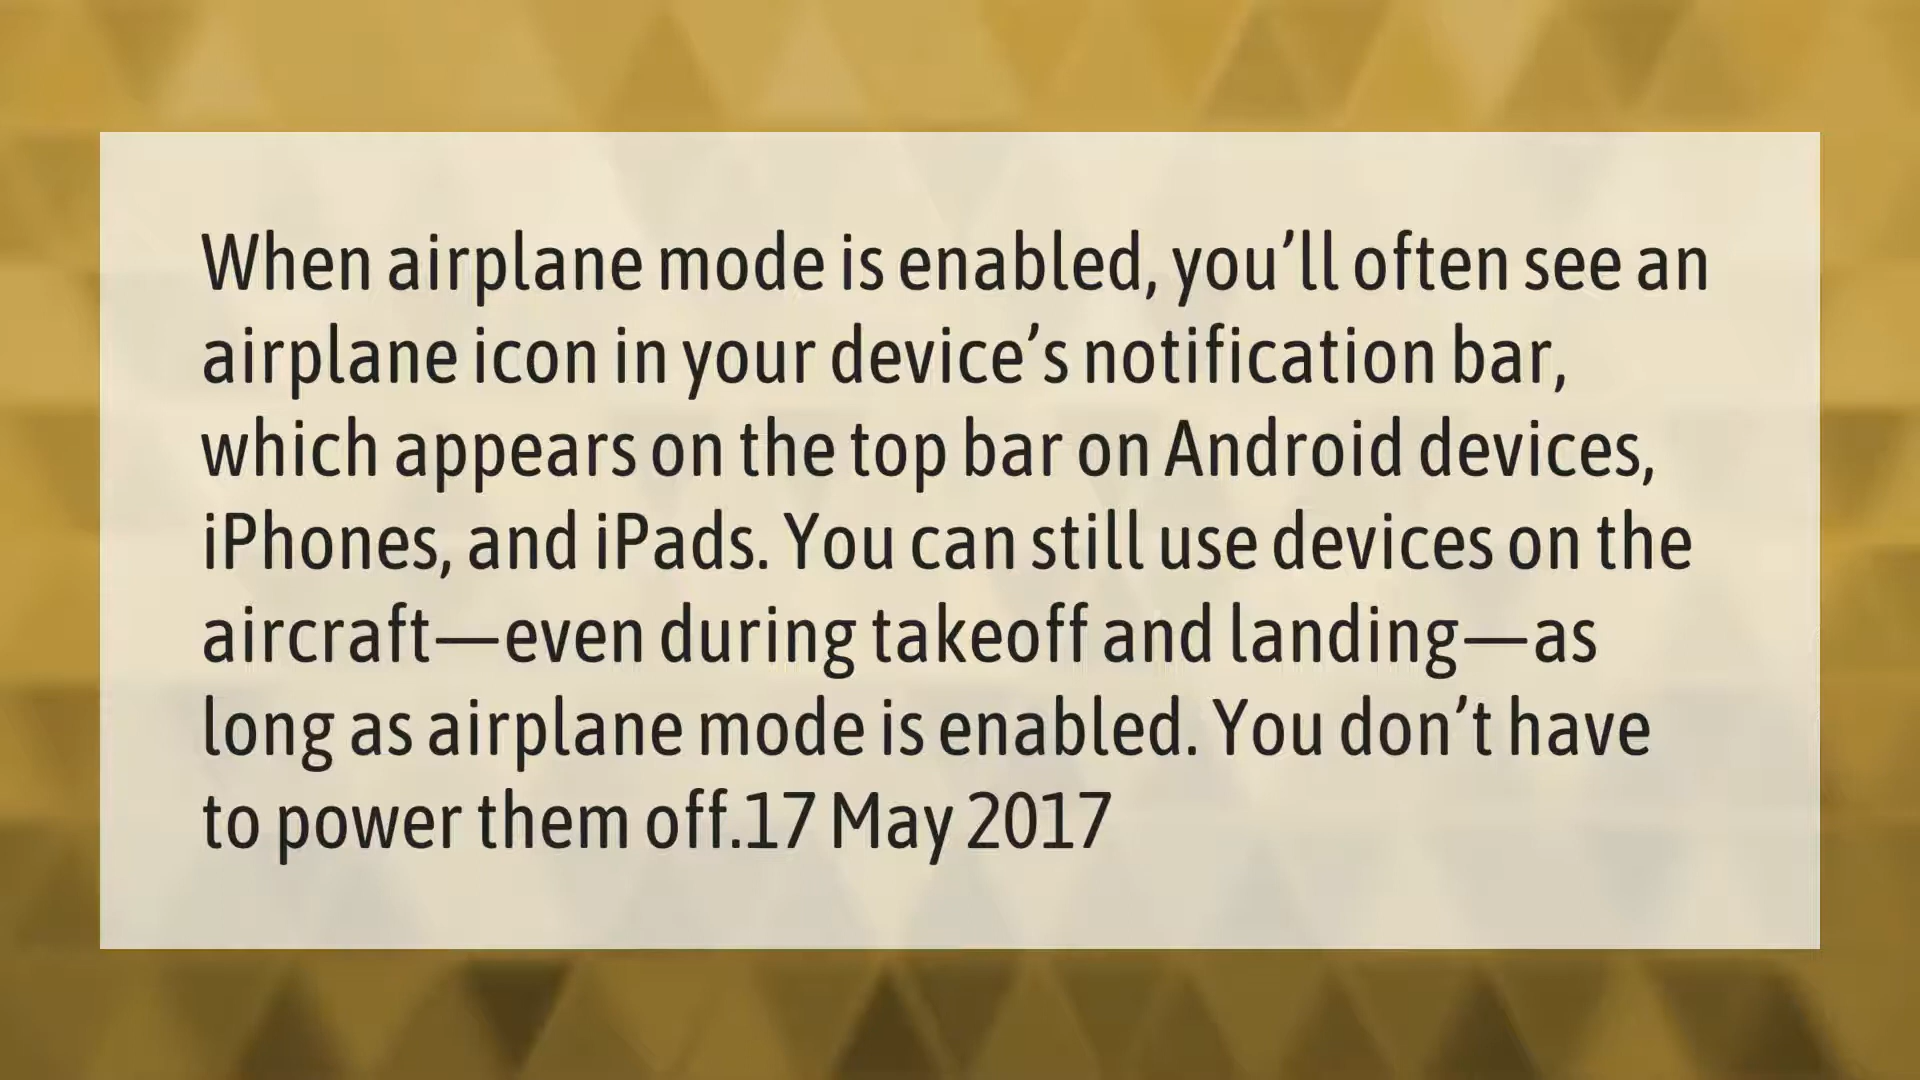 When airplane mode is enabled, you’ll often see an
airplane icon in your device’s notification bar,
which appears on the top bar on Android devices,
iPhones, and iPads. You can still use devices on the
aircraft—even during takeoff and landing—as
long as airplane mode is enabled. You don’t have
to power them off.17 May 2017